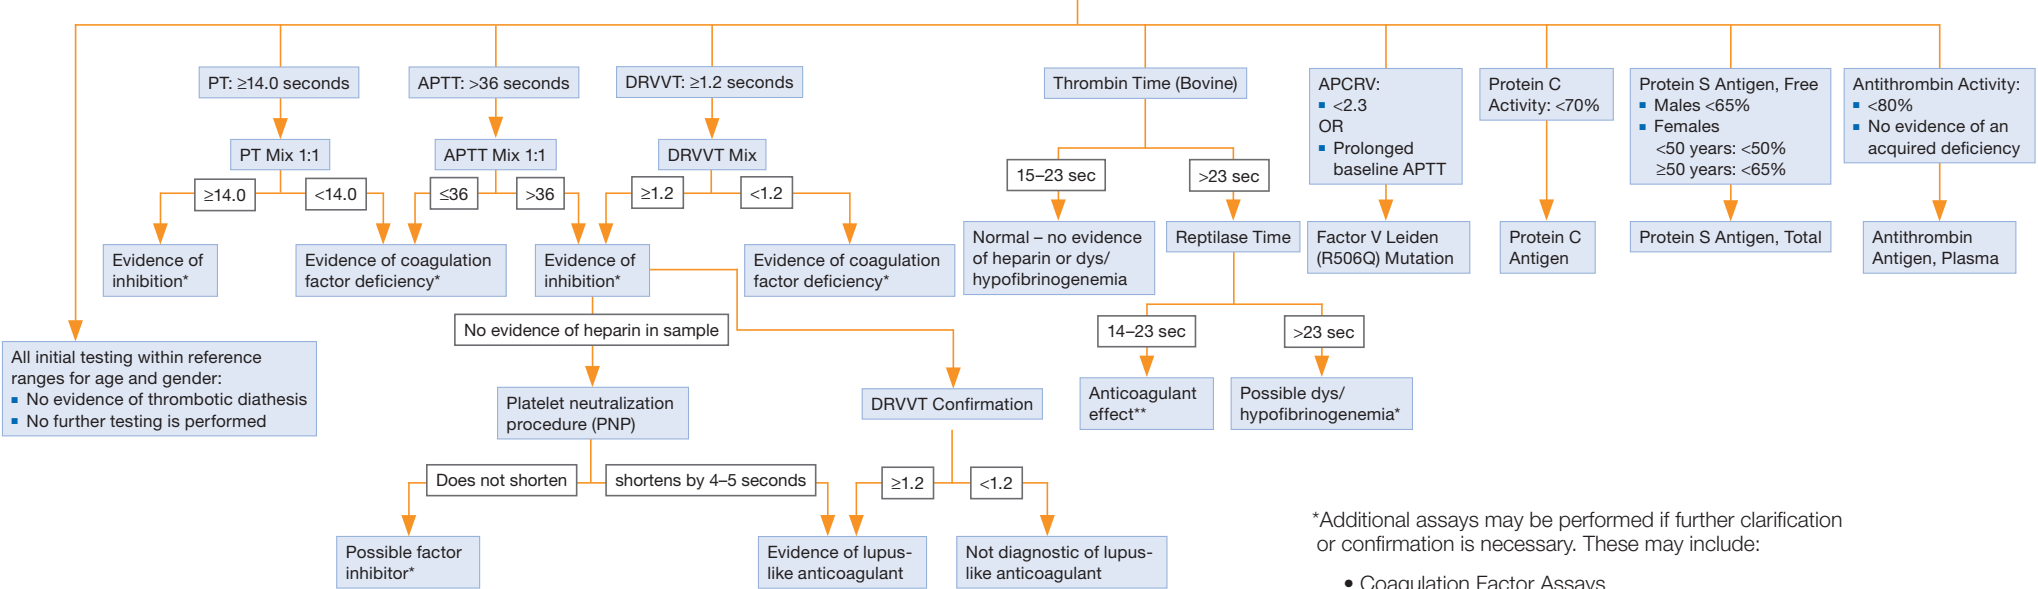 PT: ≥14.0 seconds
APTT: >36 seconds
DRVVT: ≥1.2 seconds
Thrombin Time (Bovine)
APCRV:
▪ <2.3
OR
▪ Prolonged
baseline APTT
Protein C
Activity: <70%
Protein S Antigen, Free
▪ Males <65%
▪ Females
<50 years: <50%
≥50 years: <65%
Antithrombin Activity:
▪ <80%
▪ No evidence of an
acquired deficiency
PT Mix 1:1
APTT Mix 1:1
DRVVT Mix
≥14.0
<14.0
≤36
>36
≥1.2
<1.2
15–23 sec
>23 sec
Evidence of
inhibition*
Evidence of coagulation
factor deficiency*
Evidence of
inhibition*
Evidence of coagulation
factor deficiency*
Normal – no evidence
of heparin or dys/
hypofibrinogenemia
Reptilase Time
Factor V Leiden
(R506Q) Mutation
Protein C
Antigen
Protein S Antigen, Total
Antithrombin
Antigen, Plasma
No evidence of heparin in sample
14–23 sec
>23 sec
All initial testing within reference
ranges for age and gender:
▪ No evidence of thrombotic diathesis
▪ No further testing is performed
Platelet neutralization
procedure (PNP)
DRVVT Confirmation
Anticoagulant
effect**
Possible dys/
hypofibrinogenemia*
Does not shorten
shortens by 4–5 seconds
≥1.2
<1.2
Possible factor
inhibitor*
Evidence of lupus-
like anticoagulant
Not diagnostic of lupus-
like anticoagulant
*Additional assays may be performed if further clarification
or confirmation is necessary. These may include:
• Coagulation Factor Assays